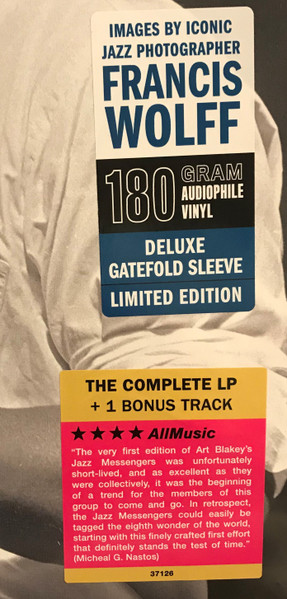 IMAGES BY ICONIC
JAZZ PHOTOGRAPHER
FRANCIS
WOLFF
180 GRAM
AUDIOPHILE
VINYL
DELUXE
GATEFOLD SLEEVE
LIMITED EDITION
THE COMPLETE LP
+ 1 BONUS TRACK
★★★★ AllMusic
"The very first edition of Art Blakey's
Jazz Messengers was unfortunately
short-lived, and as excellent as they
were collectively, it was the beginning
of a trend for the members of this
group to come and go. In retrospect,
the Jazz Messengers could easily be
tagged the eighth wonder of the world,
starting with this finely crafted first effort
that definitely stands the test of time."
(Micheal G. Nastos)
37126